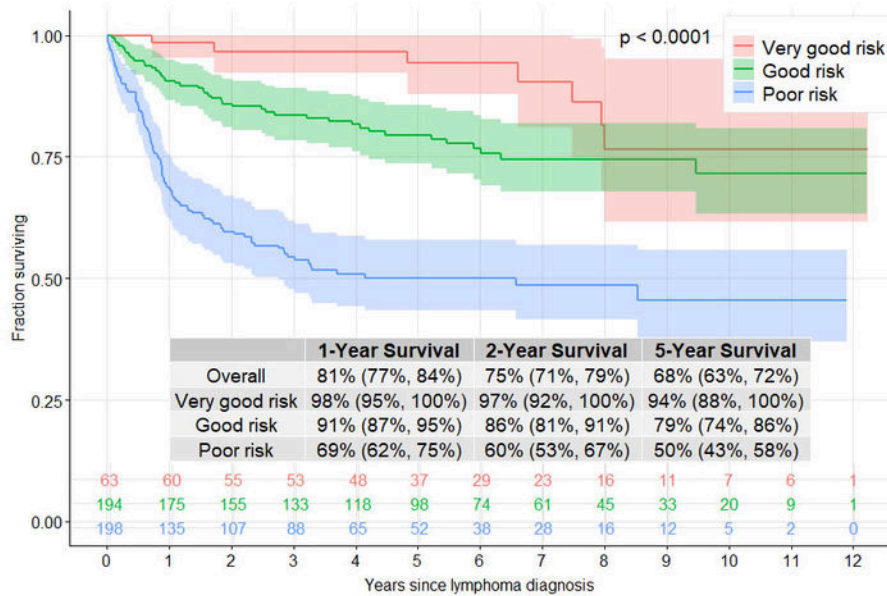 p < 0.0001
Very good risk
Good risk
Poor risk
1.00
0.75
0.50
0.25
0.00
Fraction surviving
1-Year Survival 2-Year Survival 5-Year Survival
Overall 81% (77%, 84%) 75% (71%, 79%) 68% (63%, 72%)
Very good risk 98% (95%, 100%) 97% (92%, 100%) 94% (88%, 100%)
Good risk 91% (87%, 95%) 86% (81%, 91%) 79% (74%, 86%)
Poor risk 69% (62%, 75%) 60% (53%, 67%) 50% (43%, 58%)
63 60 55 53 48 37 29 23 16 11 7 6 1
194 175 155 133 118 98 74 61 45 33 20 9 1
198 135 107 88 65 52 38 28 16 12 5 2 0
0 1 2 3 4 5 6 7 8 9 10 11 12
Years since lymphoma diagnosis